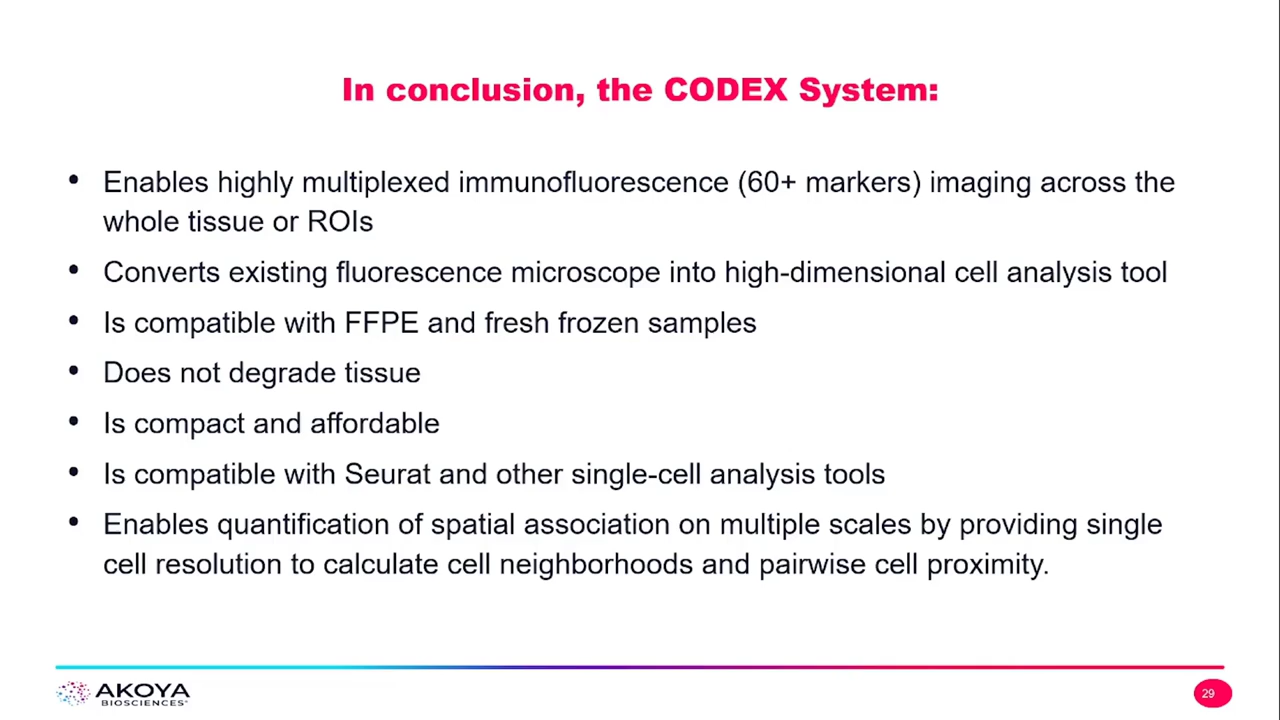 In conclusion, the CODEX System:
• Enables highly multiplexed immunofluorescence (60+ markers) imaging across the
whole tissue or ROIs
• Converts existing fluorescence microscope into high-dimensional cell analysis tool
• Is compatible with FFPE and fresh frozen samples
• Does not degrade tissue
• Is compact and affordable
• Is compatible with Seurat and other single-cell analysis tools
• Enables quantification of spatial association on multiple scales by providing single
cell resolution to calculate cell neighborhoods and pairwise cell proximity.
AKOYA
BIOSCIENCES®
29